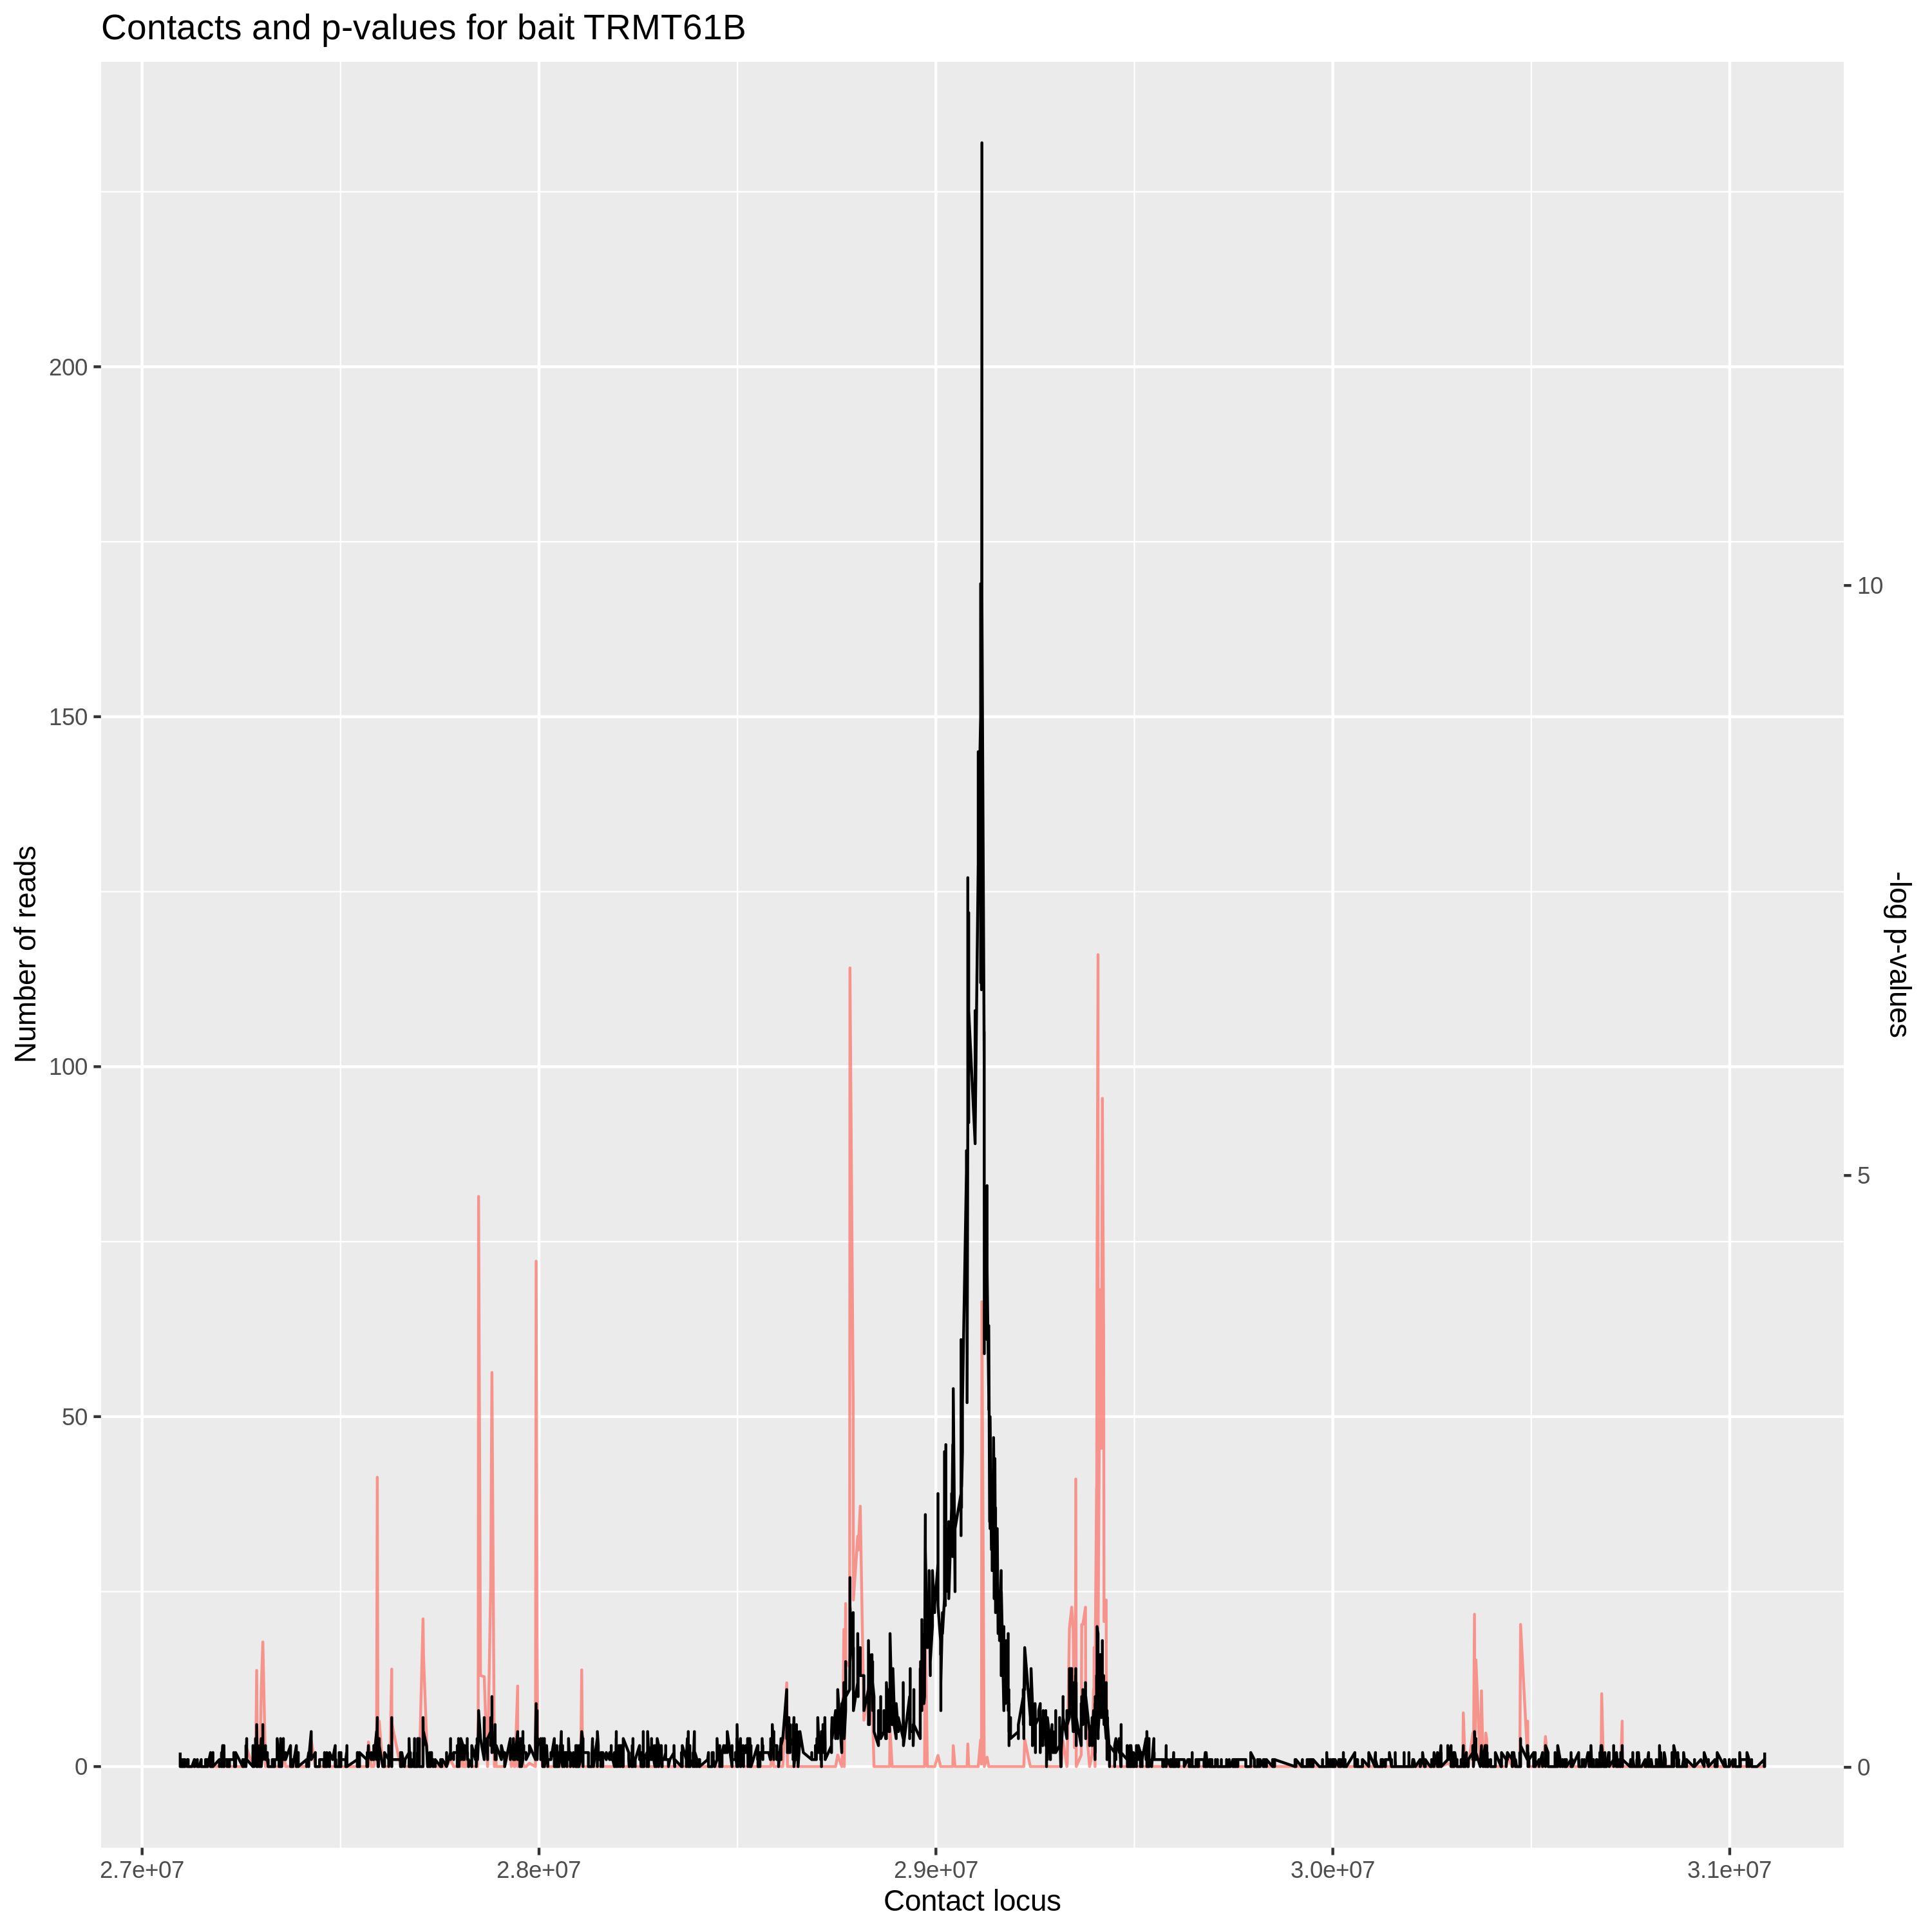 Contacts and p-values for bait TRMT61B
Number of reads
200
150
100
50
0
10
5
0
-log p-values
2.7e+07
2.8e+07
2.9e+07
3.0e+07
3.1e+07
Contact locus